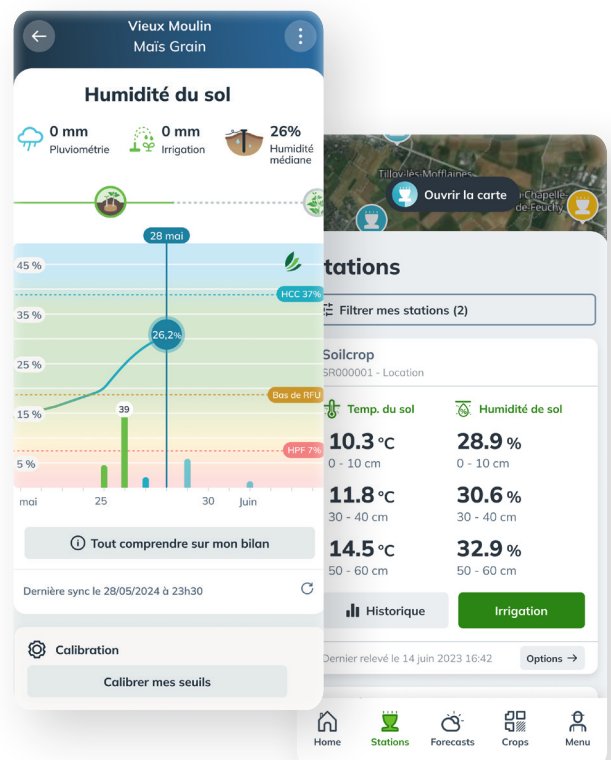 Vieux Moulin
Maïs Grain
Humidité du sol
0 mm
Pluviométrie
0 mm
Irrigation
26%
Humidité
médiane
28 mai
45 %
HCC 37%
35 %
26,2%
25 %
Bas de RFU
39
15 %
HPF 7%
5 %
mai
25
30
Juin
Tout comprendre sur mon bilan
Dernière sync le 28/05/2024 à 23h30
Calibration
Calibrer mes seuils
Tilloy-lès-Mofflaines
Ouvrir la carte
Chapelle-
de-Feuchy
tations
Filtrer mes stations (2)
Soilcrop
SR000001 - Location
Temp. du sol
Humidité de sol
10.3 °C
28.9 %
0 - 10 cm
0 - 10 cm
11.8 °C
30.6 %
30 - 40 cm
30 - 40 cm
14.5 °C
32.9 %
50 - 60 cm
50 - 60 cm
Historique
Irrigation
Dernier relevé le 14 juin 2023 16:42
Options →
Home
Stations
Forecasts
Crops
Menu